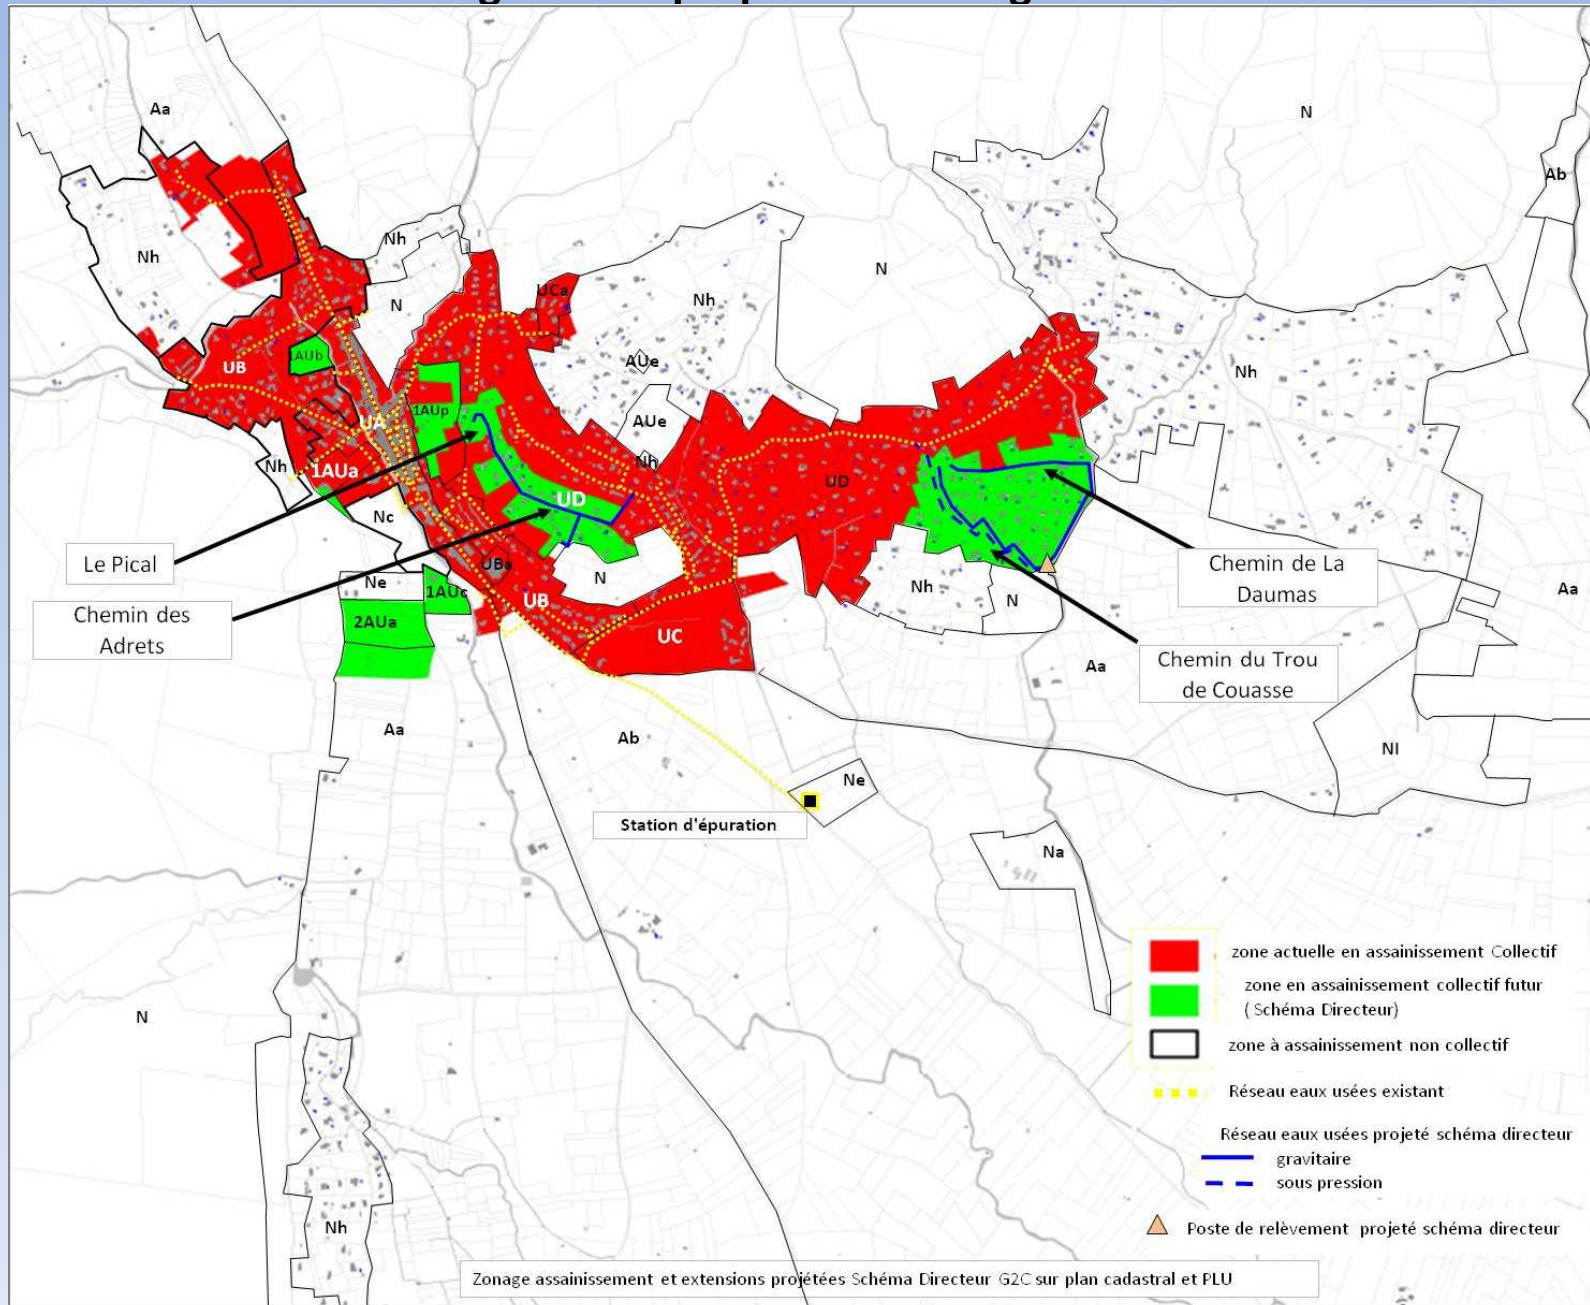 Aa
N
Ab
Nh
Nh
N
N
UCa
Nh
AUe
1AUb
UB
Nh
1AUp
AUe
UA
Nh
Nh
1AUa
UD
UD
Nc
Le Pical
UBa
Chemin de La
Daumas
Ne
1AUc
N
Nh
N
Aa
Chemin des
Adrets
2AUa
UB
UC
Chemin du Trou
de Couasse
Aa
Aa
Ab
Nl
Ne
Station d'épuration
Na
zone actuelle en assainissement Collectif
zone en assainissement collectif futur
( Schéma Directeur)
N
zone à assainissement non collectif
Réseau eaux usées existant
Réseau eaux usées projeté schéma directeur
gravitaire
sous pression
Nh
Poste de relèvement projeté schéma directeur
Zonage assainissement et extensions projétées Schéma Directeur G2C sur plan cadastral et PLU